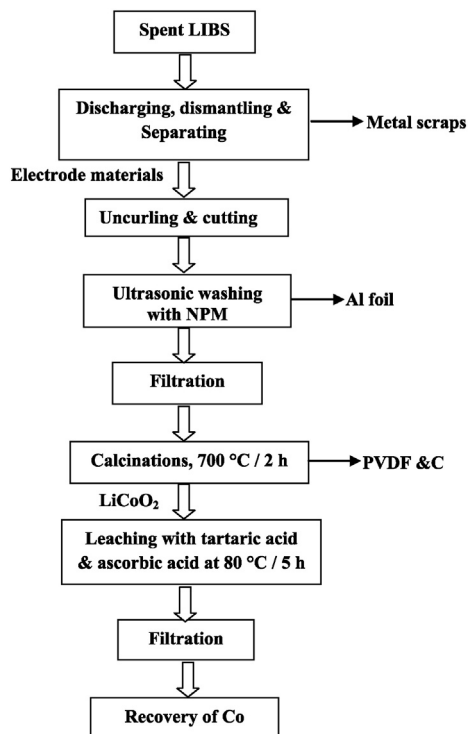 Spent LIBS
Discharging, dismantling &
Separating
Metal scraps
Electrode materials
Uncurling & cutting
Ultrasonic washing
with NPM
Al foil
Filtration
Calcinations, 700 °C / 2 h
PVDF &C
LiCoO₂
Leaching with tartaric acid
& ascorbic acid at 80 °C / 5 h
Filtration
Recovery of Co